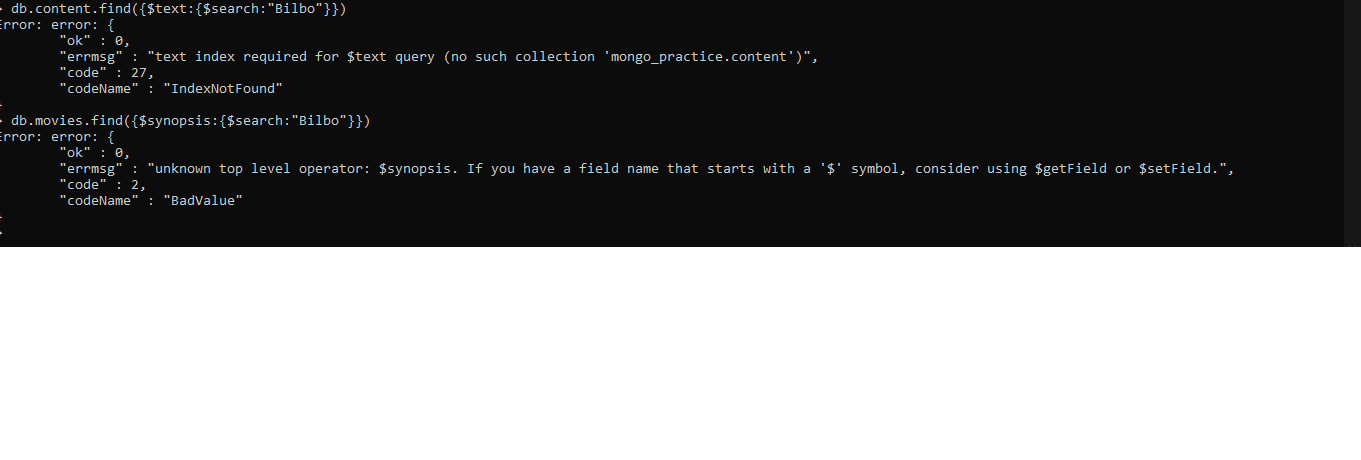 > db.content.find({$text:{$search:"Bilbo"}})
Error: error: {
"ok" : 0,
"errmsg" : "text index required for $text query (no such collection 'mongo_practice.content')",
"code" : 27,
"codeName" : "IndexNotFound"
}
> db.movies.find({$synopsis:{$search:"Bilbo"}})
Error: error: {
"ok" : 0,
"errmsg" : "unknown top level operator: $synopsis. If you have a field name that starts with a '$' symbol, consider using $getField or $setField.",
"code" : 2,
"codeName" : "BadValue"
}
>